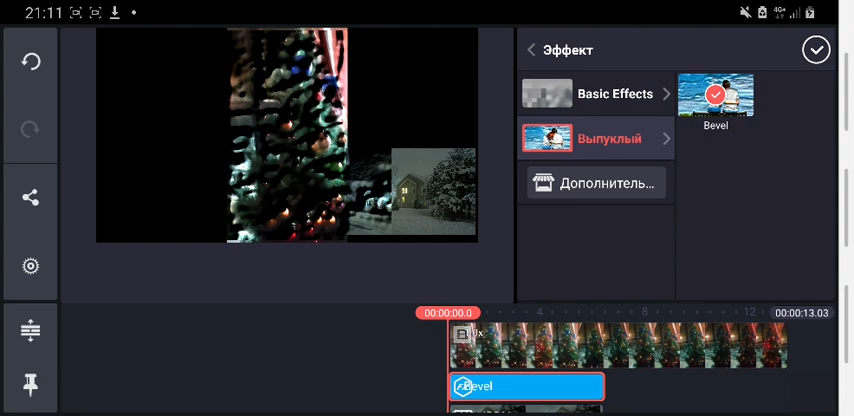 21:11
4G+
Эффект
Basic Effects
Выпуклый
Дополнитель...
Bevel
00:00:00.0
4
8
12
00:00:13.03
Bevel